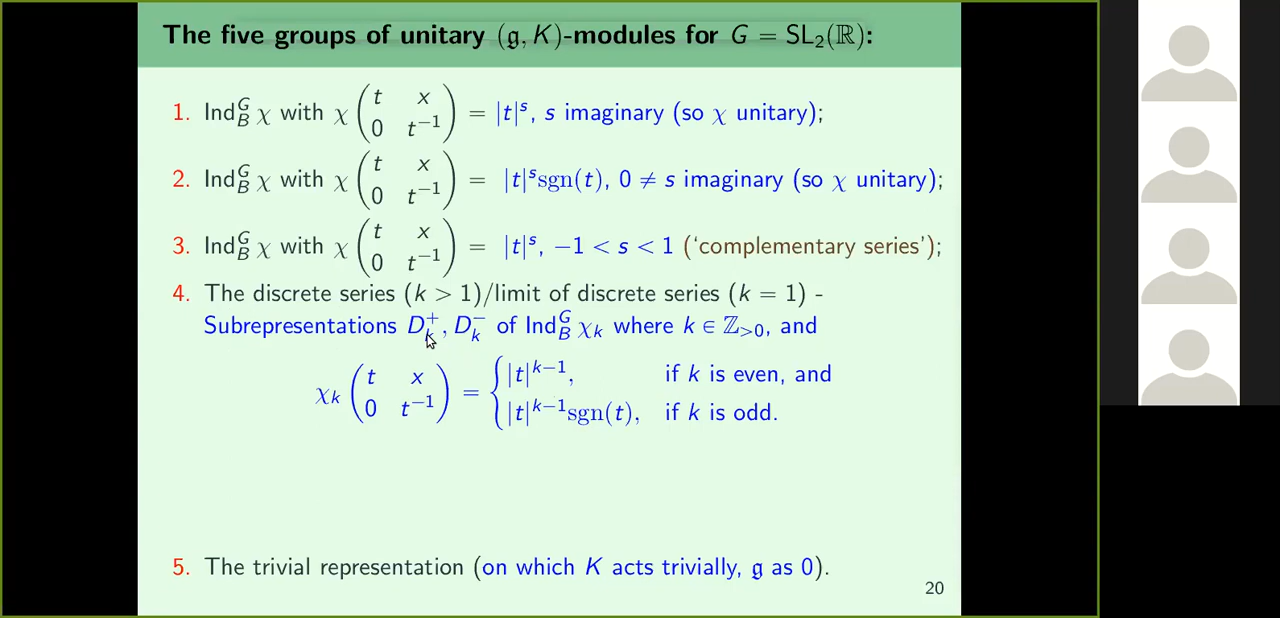 The five groups of unitary (𝔤, K)-modules for G = SL₂(ℝ):
1. Ind_B^G χ with χ (t x; 0 t⁻¹) = |t|ˢ, s imaginary (so χ unitary);
2. Ind_B^G χ with χ (t x; 0 t⁻¹) = |t|ˢsgn(t), 0 ≠ s imaginary (so χ unitary);
3. Ind_B^G χ with χ (t x; 0 t⁻¹) = |t|ˢ, −1 < s < 1 (‘complementary series’);
4. The discrete series (k > 1)/limit of discrete series (k = 1) -
Subrepresentations D_k^+, D_k^- of Ind_B^G χ_k where k ∈ ℤ_{>0}, and
χ_k (t x; 0 t⁻¹) = { |t|^{k−1}, if k is even, and
|t|^{k−1}sgn(t), if k is odd.
5. The trivial representation (on which K acts trivially, 𝔤 as 0).
20